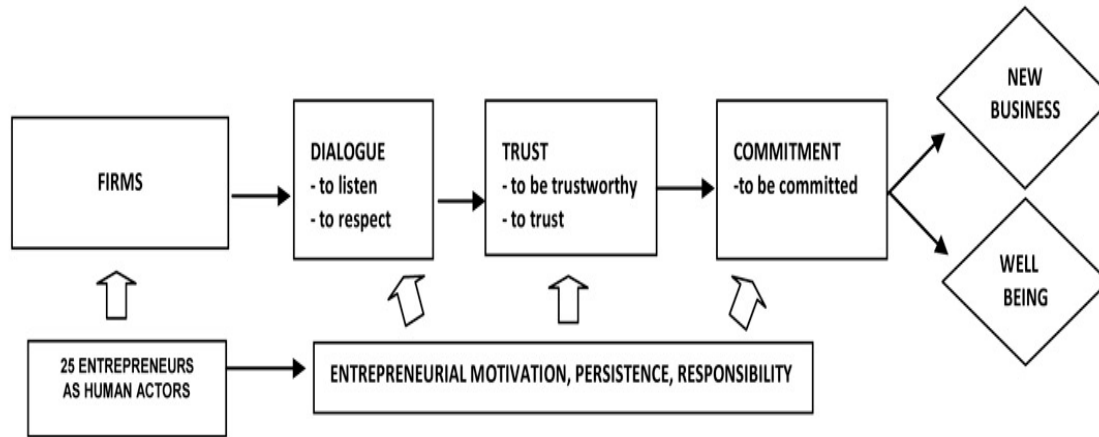 FIRMS
DIALOGUE
- to listen
- to respect
TRUST
- to be trustworthy
- to trust
COMMITMENT
-to be committed
NEW
BUSINESS
WELL
BEING
25 ENTREPRENEURS
AS HUMAN ACTORS
ENTREPRENEURIAL MOTIVATION, PERSISTENCE, RESPONSIBILITY